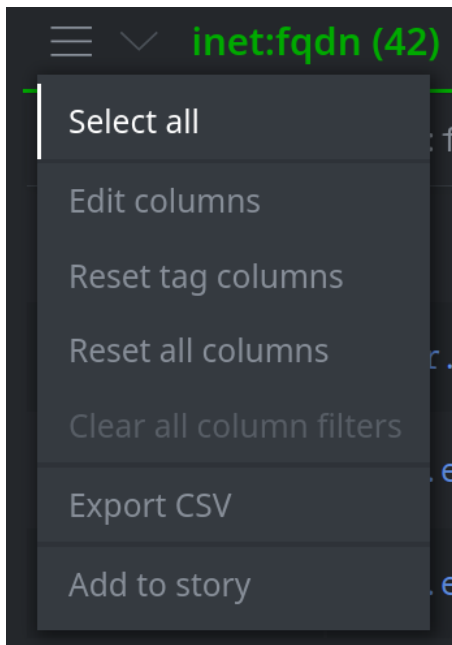 inet:fqdn (42)
Select all
: f
Edit columns
Reset tag columns
Reset all columns
r.
Clear all column filters
.e
Export CSV
Add to story
.e